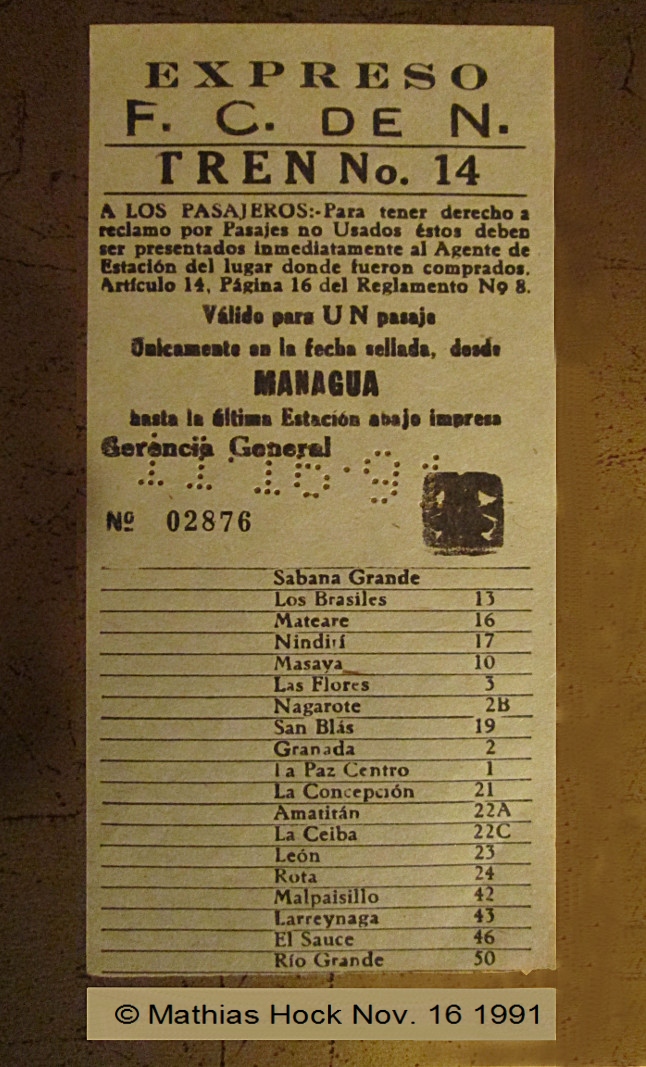 EXPRESO
F. C. DE N.
TREN No. 14
A LOS PASAJEROS:-Para tener derecho a
reclamo por Pasajes no Usados éstos deben
ser presentados inmediatamente al Agente de
Estación del lugar donde fueron comprados.
Artículo 14, Página 16 del Reglamento Nº 8.
Válido para UN pasaje
Únicamente en la fecha sellada, desde
MANAGUA
hasta la última Estación abajo impresa
Gerencia General
11 16 91
Nº 02876
Sabana Grande
Los Brasiles 13
Mateare 16
Nindirí 17
Masaya 10
Las Flores 3
Nagarote 2B
San Blás 19
Granada 2
La Paz Centro 1
La Concepción 21
Amatitán 22A
La Ceiba 22C
León 23
Rota 24
Malpaisillo 42
Larreynaga 43
El Sauce 46
Río Grande 50
© Mathias Hock Nov. 16 1991